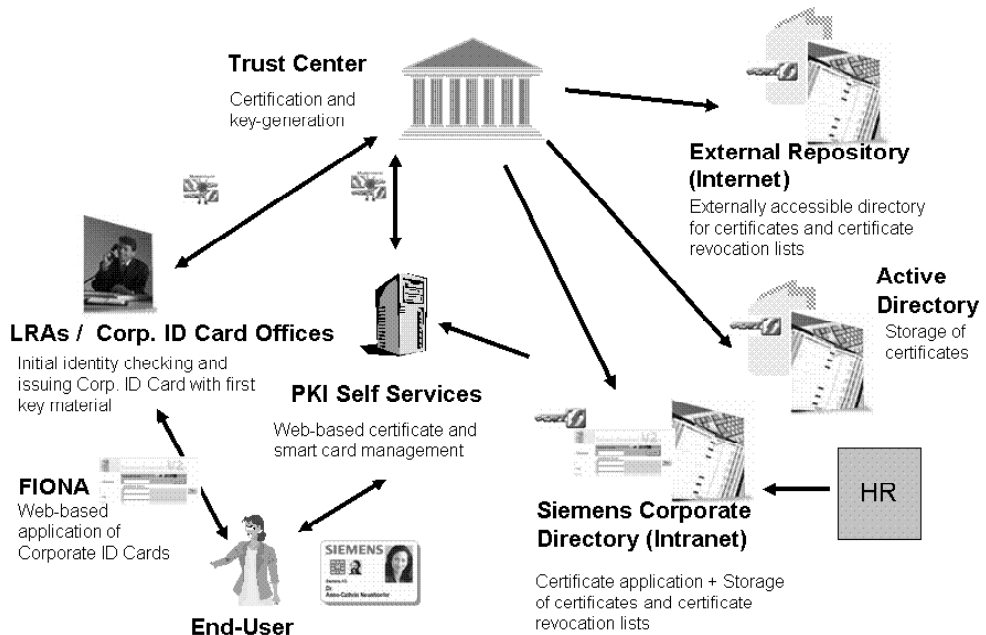 Trust Center
Certification and
key-generation
External Repository
(Internet)
Externally accessible directory
for certificates and certificate
revocation lists
Active
Directory
Storage of
certificates
LRAs / Corp. ID Card Offices
Initial identity checking and
issuing Corp. ID Card with first
key material
PKI Self Services
Web-based certificate and
smart card management
FIONA
Web-based
application of
Corporate ID Cards
HR
Siemens Corporate
Directory (Intranet)
Certificate application + Storage
of certificates and certificate
revocation lists
SIEMENS
End-User